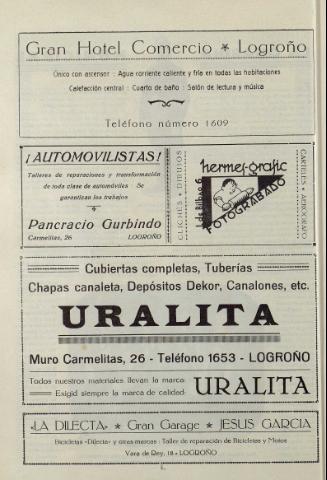 Gran Hotel Comercio * Logroño
Único con ascensor : Agua corriente caliente y fría en todas las habitaciones
Calefacción central : Cuarto de baño : Salón de lectura y música
Teléfono número 1609
¡AUTOMOVILISTAS!
Talleres de reparaciones y transformación
de toda clase de automóviles - Se
garantizan los trabajos
Pancracio Gurbindo
Carmelitas, 26 LOGROÑO
CLICHÉS * DIBUJOS
hermes-grafic
FOTOGRABADO
CARTELES * AEROGRAFO
Cubiertas completas, Tuberías
Chapas canaleta, Depósitos Dekor, Canalones, etc.
URALITA
Muro Carmelitas, 26 - Teléfono 1653 - LOGROÑO
Todos nuestros materiales llevan la marca:
Exigid siempre la marca de calidad:
URALITA
«LA DILECTA» * Gran Garage * JESUS GARCIA
Bicicletas «Dilecta» y otras marcas : Taller de reparación de Bicicletas y Motos
Vara de Rey, 18 - LOGROÑO